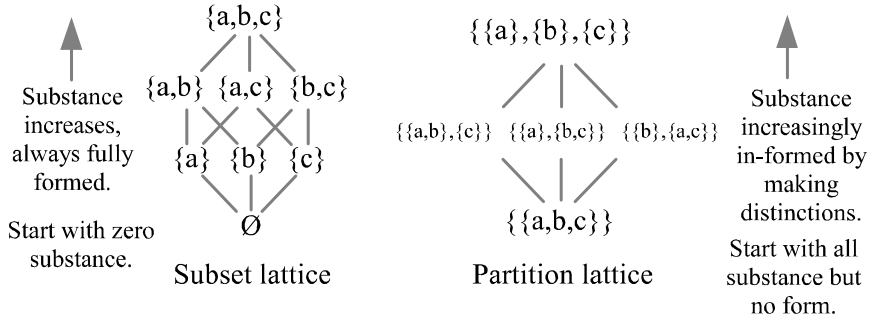 {a,b,c}
{a,b} {a,c} {b,c}
{a} {b} {c}
Ø
Subset lattice
Substance
increases,
always fully
formed.
Start with zero
substance.
{{a},{b},{c}}
{{a,b},{c}} {{a},{b,c}} {{b},{a,c}}
{{a,b,c}}
Partition lattice
Substance
increasingly
in-formed by
making
distinctions.
Start with all
substance but
no form.